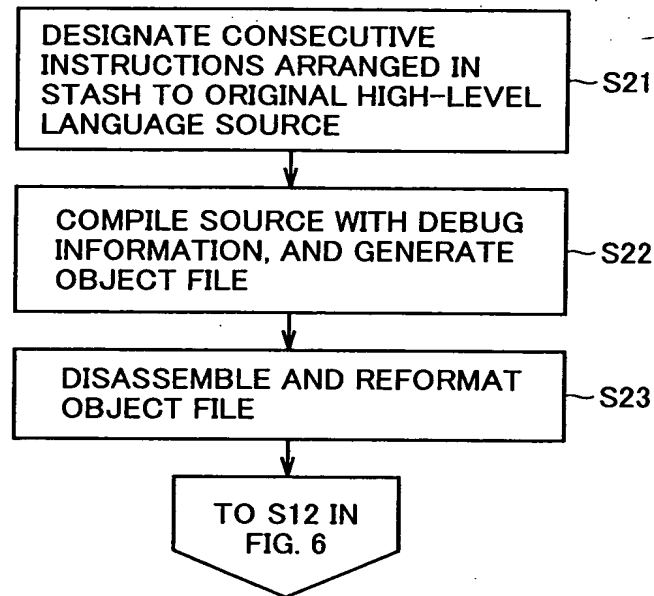 DESIGNATE CONSECUTIVE
INSTRUCTIONS ARRANGED IN
STASH TO ORIGINAL HIGH-LEVEL
LANGUAGE SOURCE
S21
COMPILE SOURCE WITH DEBUG
INFORMATION, AND GENERATE
OBJECT FILE
S22
DISASSEMBLE AND REFORMAT
OBJECT FILE
S23
TO S12 IN
FIG. 6